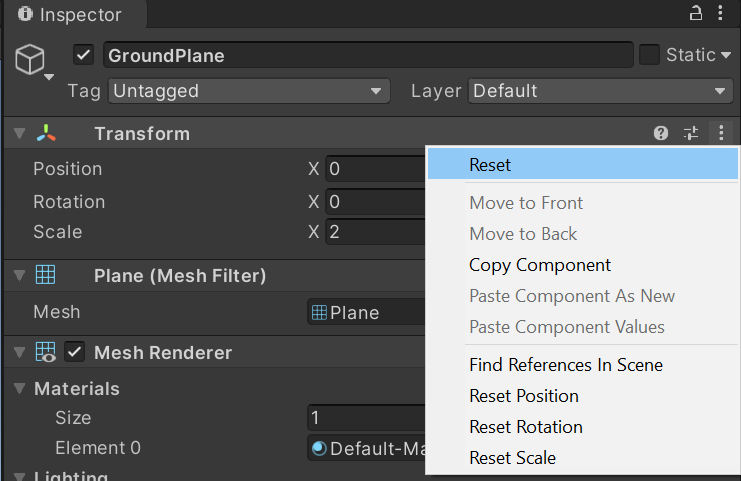 Inspector
GroundPlane
Static
Tag Untagged Layer Default
Transform
Position X 0
Rotation X 0
Scale X 2
Plane (Mesh Filter)
Mesh Plane
Mesh Renderer
Materials
Size 1
Element 0 Default-Ma
Lighting
Reset
Move to Front
Move to Back
Copy Component
Paste Component As New
Paste Component Values
Find References In Scene
Reset Position
Reset Rotation
Reset Scale